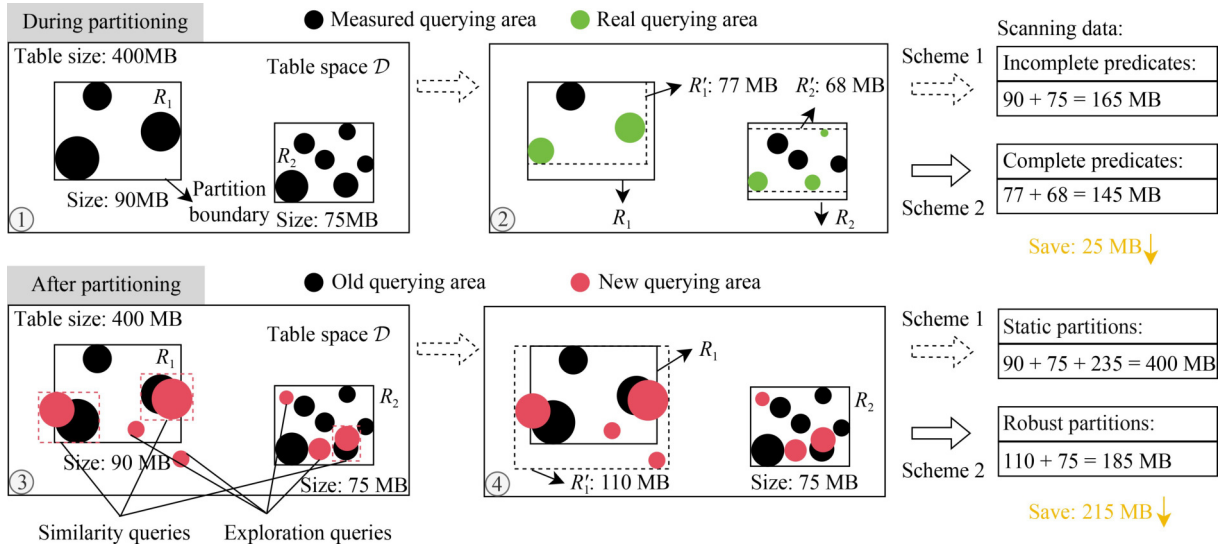 During partitioning
Measured querying area
Real querying area
Table size: 400MB
Table space 𝒟
R₁
R₂
Size: 90MB
Partition
boundary
Size: 75MB
①
R′₁: 77 MB
R′₂: 68 MB
R₁
R₂
②
Scheme 1
Scheme 2
Scanning data:
Incomplete predicates:
90 + 75 = 165 MB
Complete predicates:
77 + 68 = 145 MB
Save: 25 MB
After partitioning
Old querying area
New querying area
Table size: 400 MB
Table space 𝒟
R₁
R₂
Size: 90 MB
Size: 75 MB
③
Similarity queries
Exploration queries
R₁
R₂
R′₁: 110 MB
Size: 75 MB
④
Scheme 1
Scheme 2
Static partitions:
90 + 75 + 235 = 400 MB
Robust partitions:
110 + 75 = 185 MB
Save: 215 MB